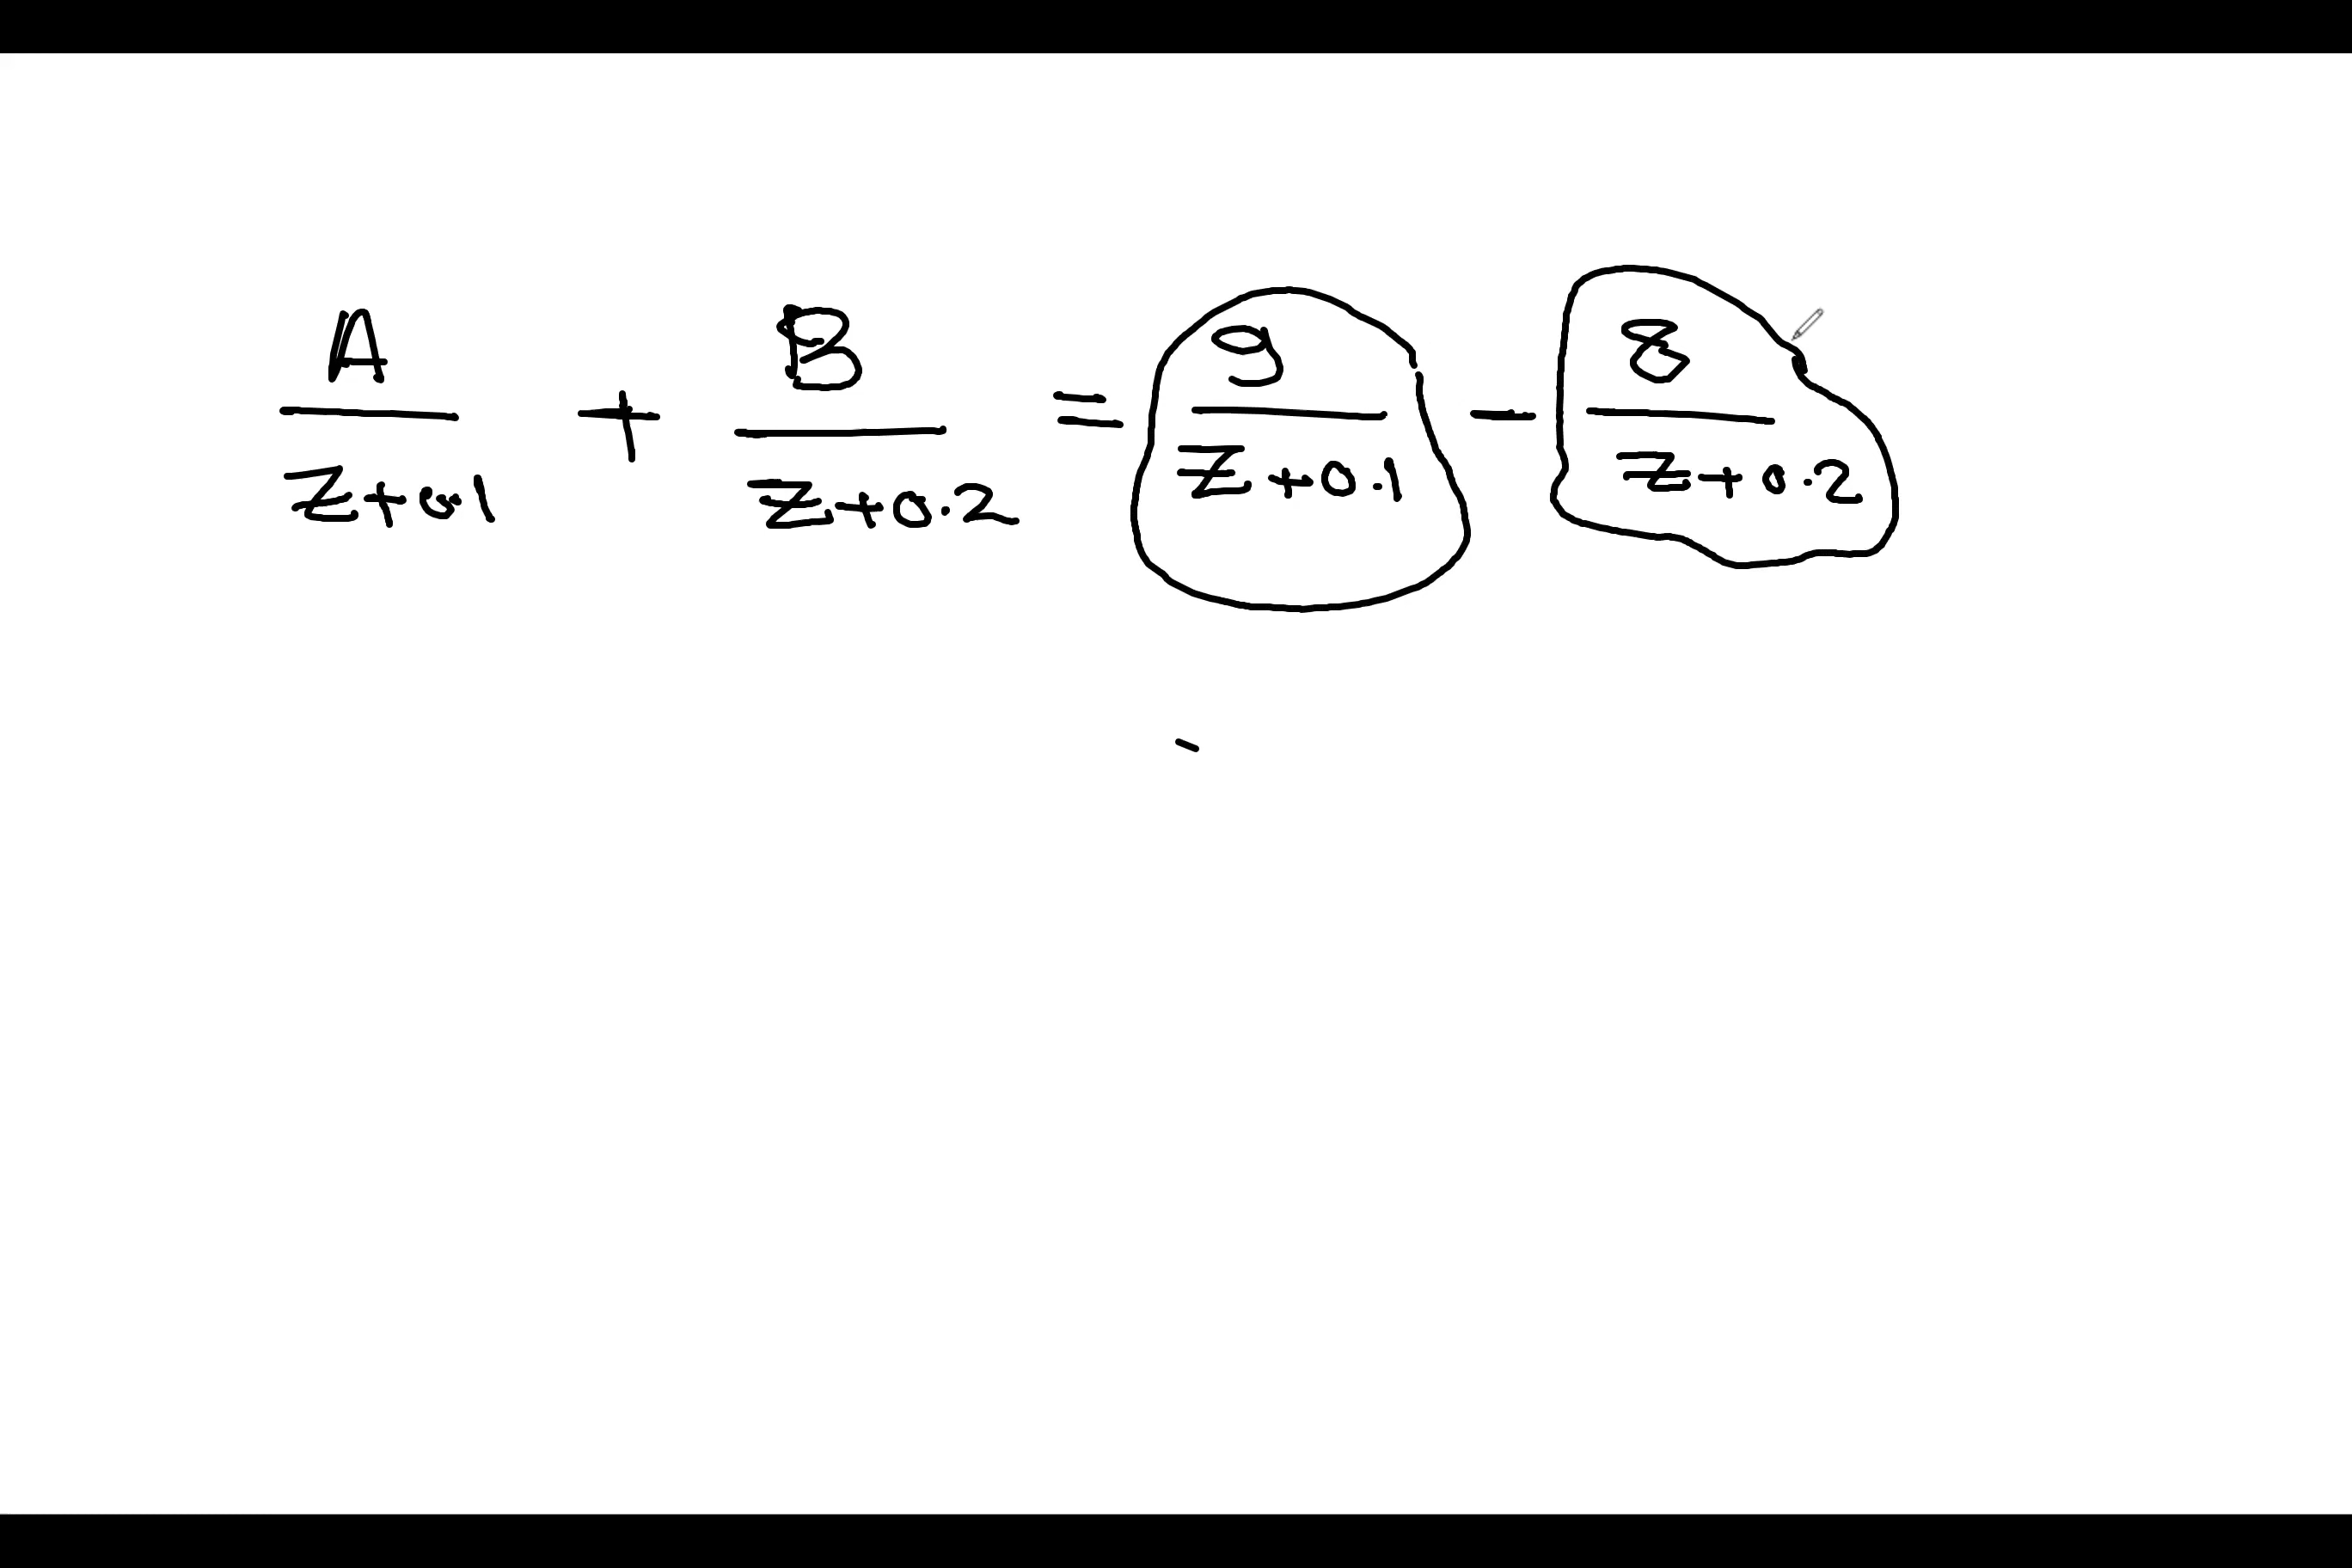 A/(z+0.1) + B/(z+0.2) = 9/(z+0.1) - 8/(z+0.2)